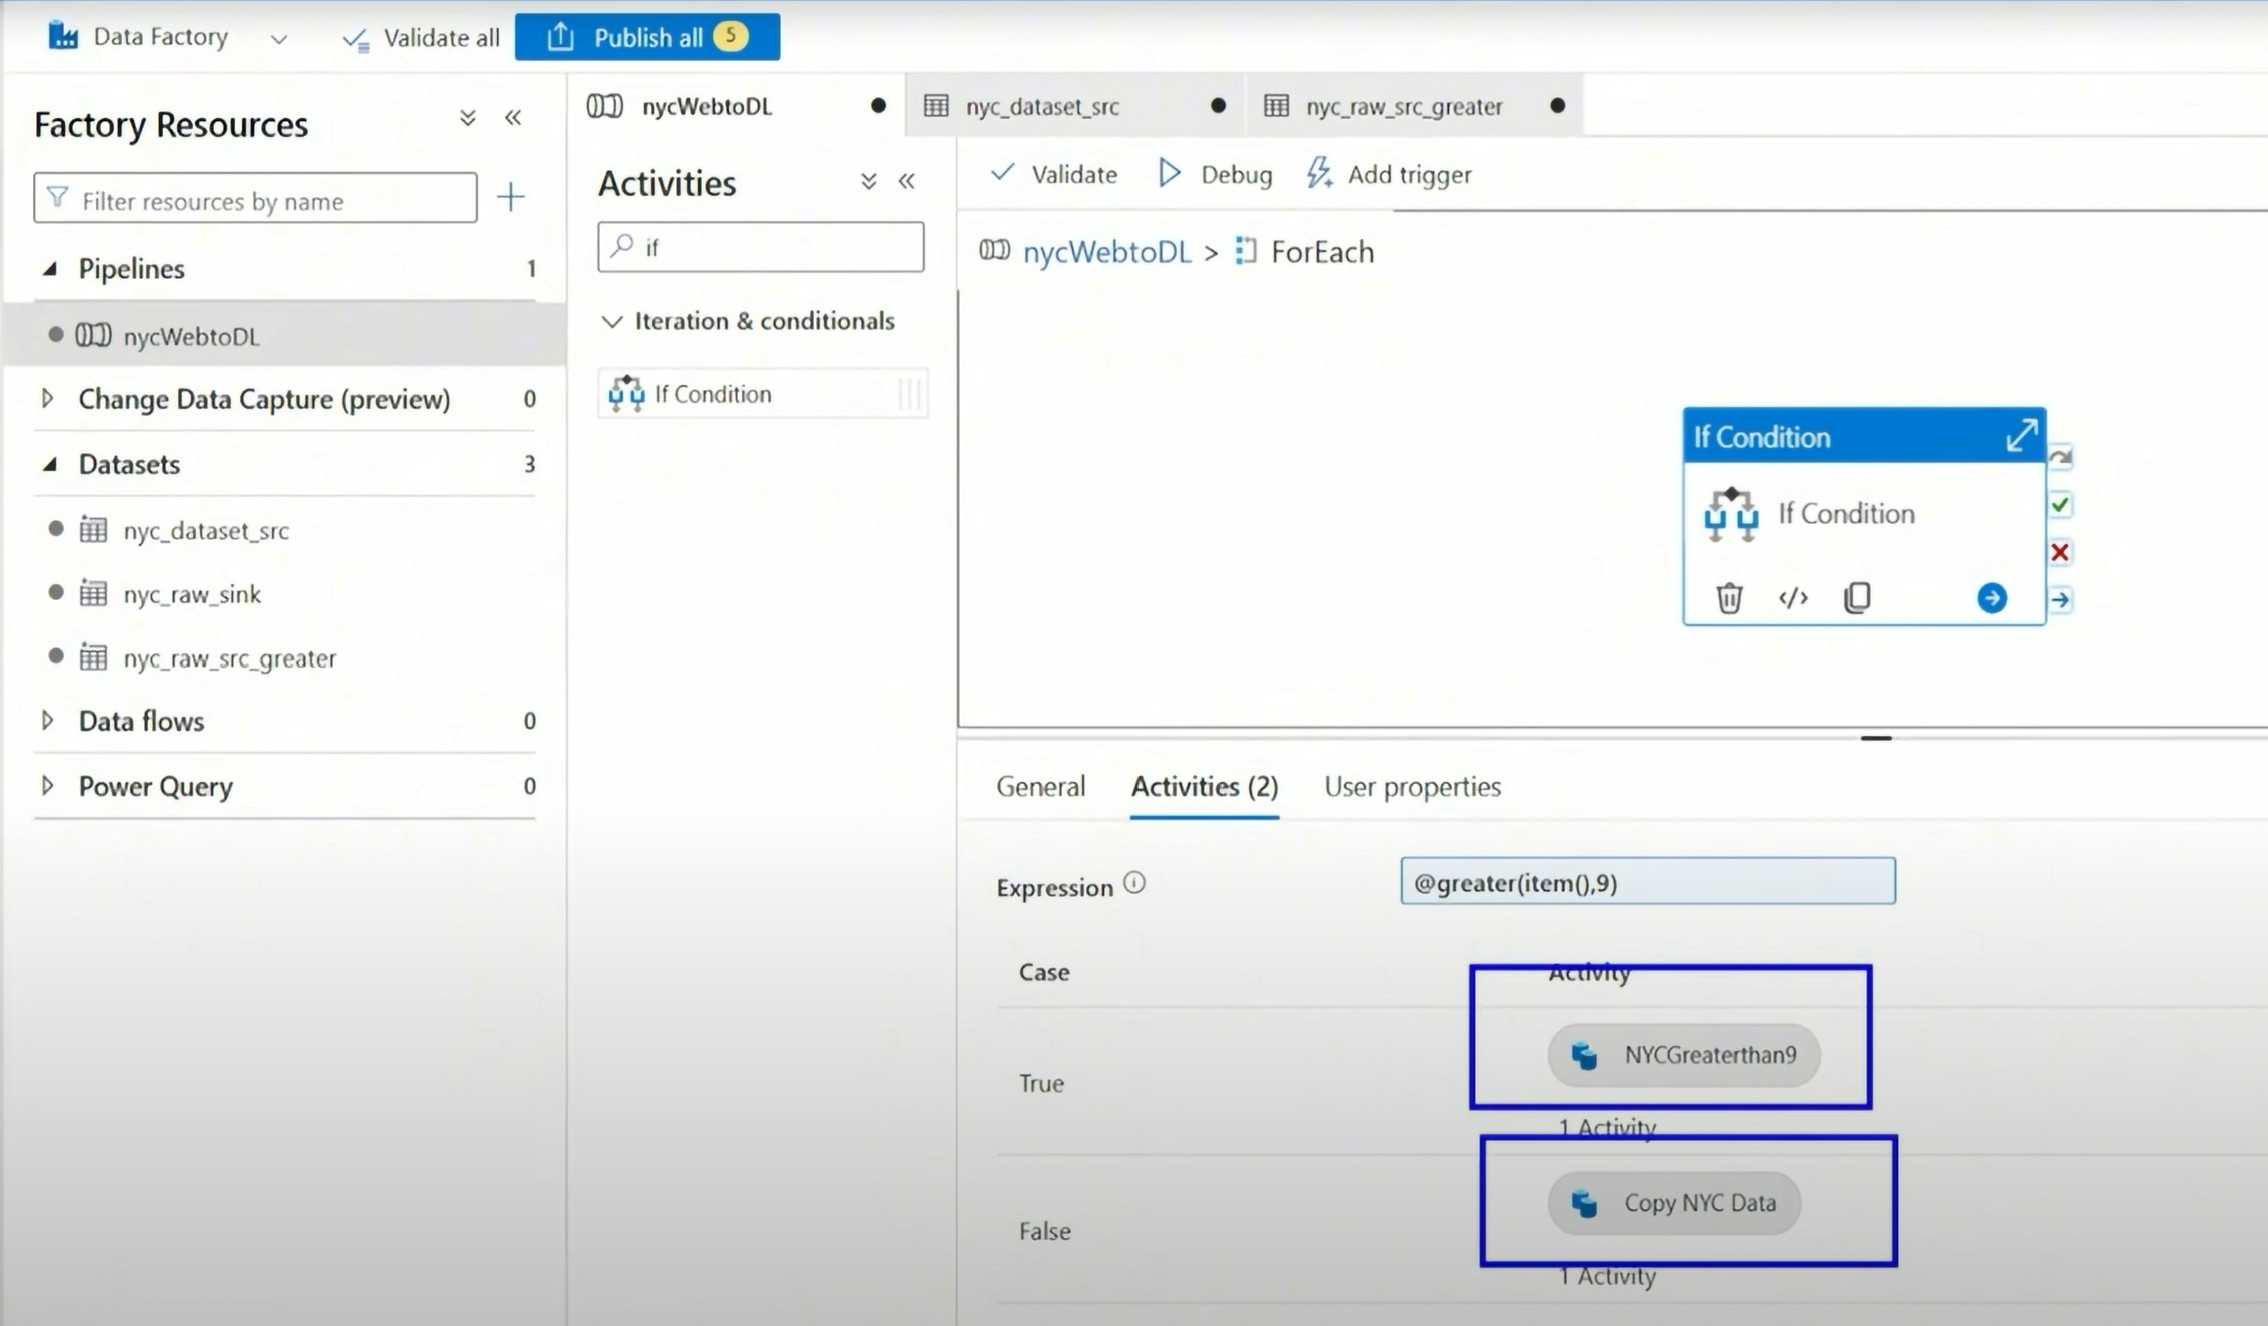 Data Factory
Validate all
Publish all 5
Factory Resources
Filter resources by name
Pipelines 1
nycWebtoDL
Change Data Capture (preview) 0
Datasets 3
nyc_dataset_src
nyc_raw_sink
nyc_raw_src_greater
Data flows 0
Power Query 0
nycWebtoDL
nyc_dataset_src
nyc_raw_src_greater
Activities
if
Iteration & conditionals
If Condition
Validate
Debug
Add trigger
nycWebtoDL > ForEach
If Condition
If Condition
General
Activities (2)
User properties
Expression
@greater(item(),9)
Case Activity
True
NYCGreaterthan9
1 Activity
False
Copy NYC Data
1 Activity